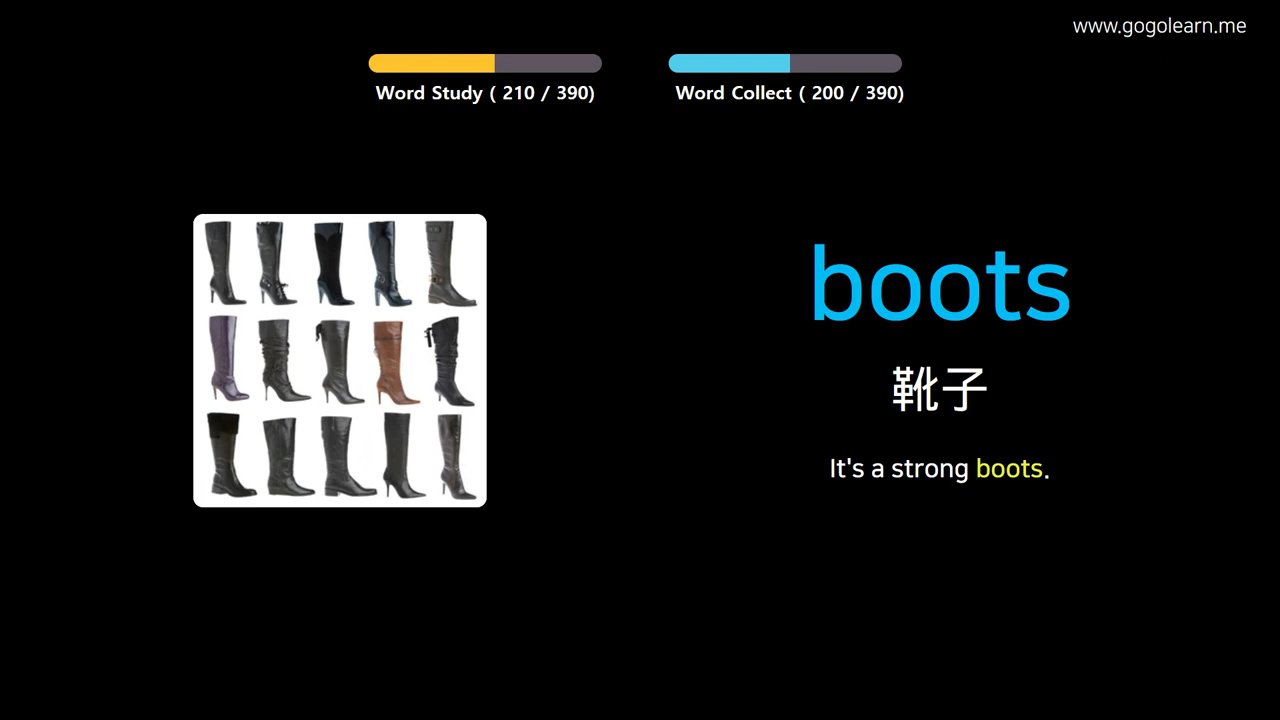 www.gogolearn.me
Word Study ( 210 / 390)
Word Collect ( 200 / 390)
boots
靴子
It's a strong boots.